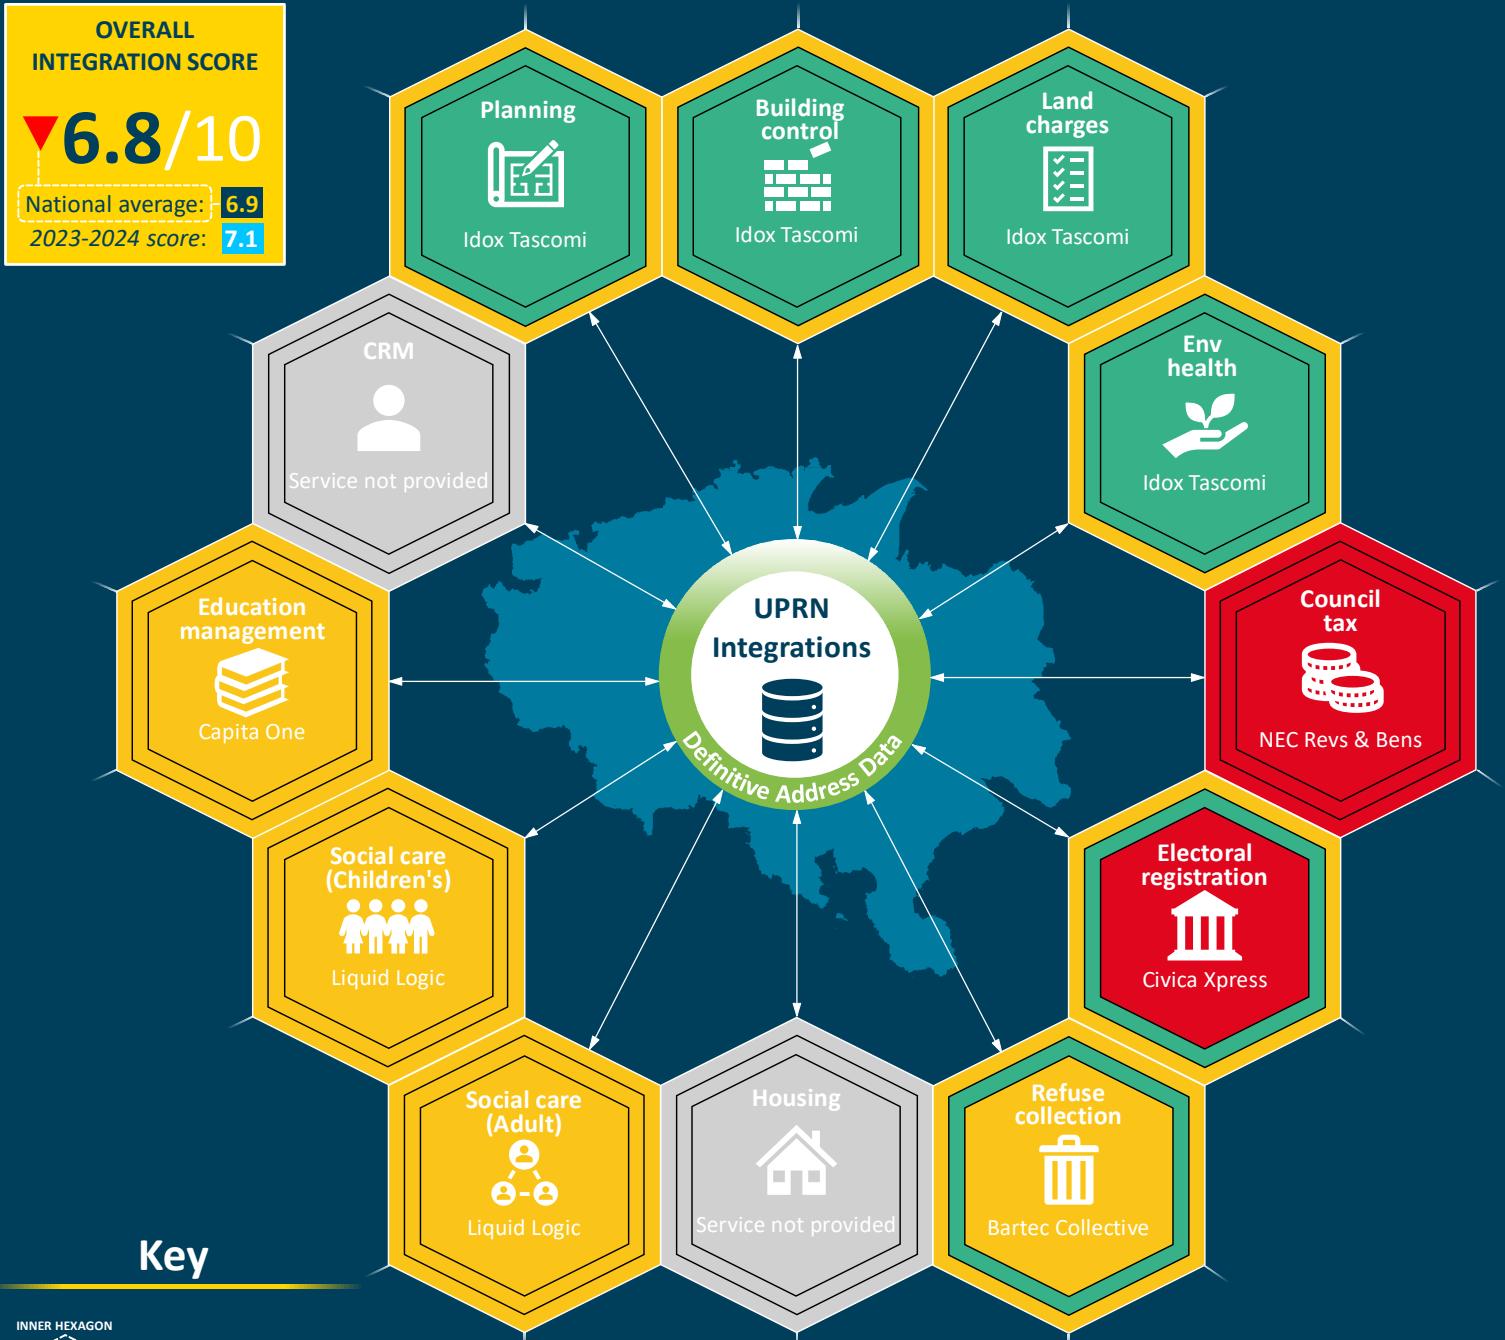 OVERALL
INTEGRATION SCORE
6.8/10
National average: 6.9
2023-2024 score: 7.1
Planning
Idox Tascomi
Building
control
Idox Tascomi
Land
charges
Idox Tascomi
CRM
Service not provided
Env
health
Idox Tascomi
Education
management
Capita One
UPRN
Integrations
Definitive Address Data
Council
tax
NEC Revs & Bens
Social care
(Children's)
Liquid Logic
Electoral
registration
Civica Xpress
Social care
(Adult)
Liquid Logic
Housing
Service not provided
Refuse
collection
Bartec Collective
Key
INNER HEXAGON